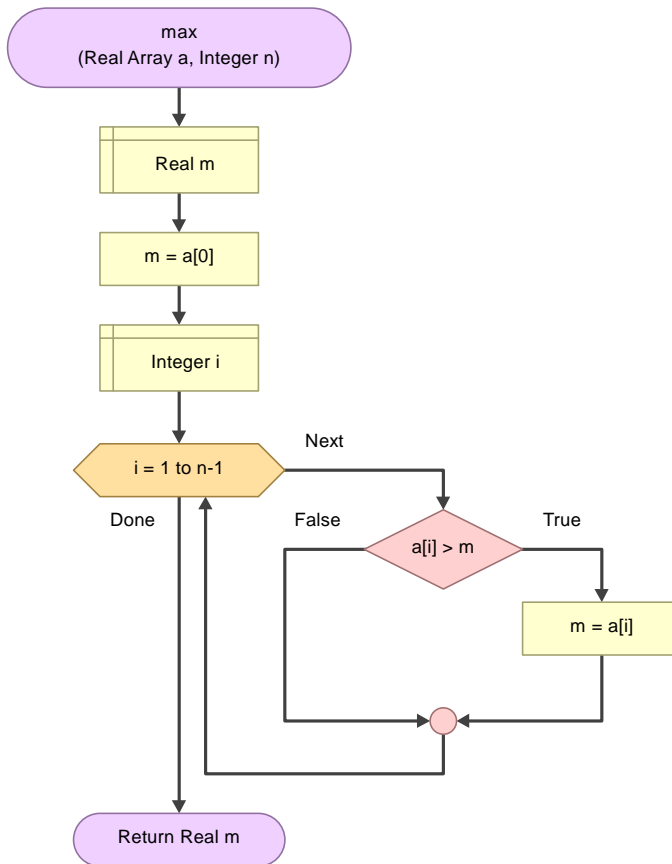 max
(Real Array a, Integer n)
Real m
m = a[0]
Integer i
i = 1 to n-1
Next
Done
False
True
a[i] > m
m = a[i]
Return Real m